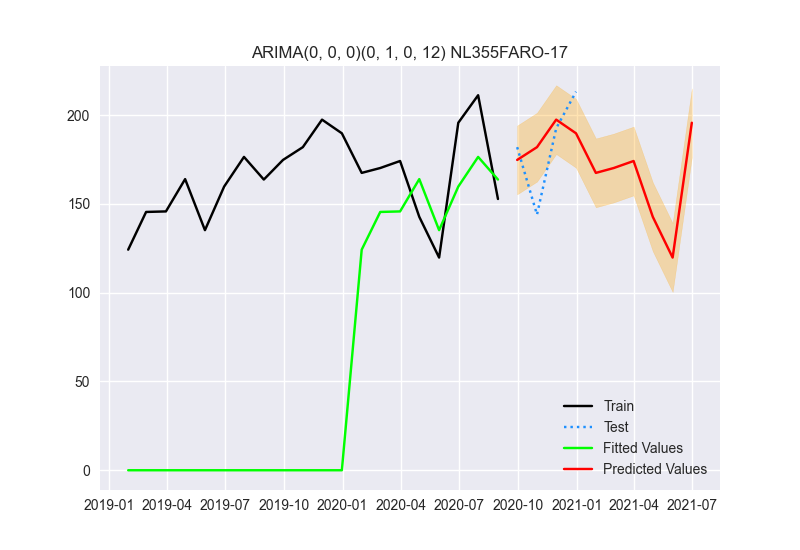 ARIMA(0, 0, 0)(0, 1, 0, 12) NL355FARO-17
200
150
100
50
0
Train
Test
Fitted Values
Predicted Values
2019-01 2019-04 2019-07 2019-10 2020-01 2020-04 2020-07 2020-10 2021-01 2021-04 2021-07